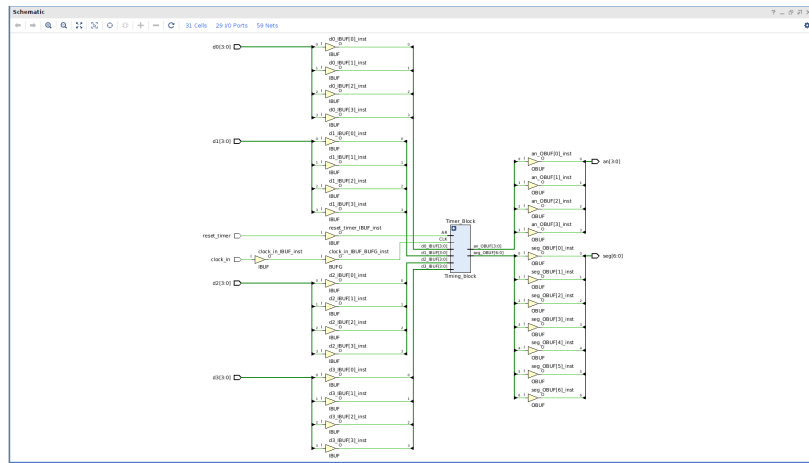 Schematic
31 Cells 29 I/O Ports 59 Nets
d0[3:0]
d0_IBUF[0]_inst
IBUF
d0_IBUF[1]_inst
IBUF
d0_IBUF[2]_inst
IBUF
d0_IBUF[3]_inst
IBUF
d1[3:0]
d1_IBUF[0]_inst
IBUF
d1_IBUF[1]_inst
IBUF
d1_IBUF[2]_inst
IBUF
d1_IBUF[3]_inst
IBUF
reset_timer
reset_timer_IBUF_inst
IBUF
clock_in
clock_in_IBUF_inst
IBUF
clock_in_IBUF_BUFG_inst
BUFG
d2[3:0]
d2_IBUF[0]_inst
IBUF
d2_IBUF[1]_inst
IBUF
d2_IBUF[2]_inst
IBUF
d2_IBUF[3]_inst
IBUF
d3[3:0]
d3_IBUF[0]_inst
IBUF
d3_IBUF[1]_inst
IBUF
d3_IBUF[2]_inst
IBUF
d3_IBUF[3]_inst
IBUF
Timer_Block
AR
CLK
d0_IBUF[3:0]
d1_IBUF[3:0]
d2_IBUF[3:0]
d3_IBUF[3:0]
an_OBUF[3:0]
seg_OBUF[6:0]
Timing_block
an_OBUF[0]_inst
OBUF
an_OBUF[1]_inst
OBUF
an_OBUF[2]_inst
OBUF
an_OBUF[3]_inst
OBUF
an[3:0]
seg_OBUF[0]_inst
OBUF
seg_OBUF[1]_inst
OBUF
seg_OBUF[2]_inst
OBUF
seg_OBUF[3]_inst
OBUF
seg_OBUF[4]_inst
OBUF
seg_OBUF[5]_inst
OBUF
seg_OBUF[6]_inst
OBUF
seg[6:0]